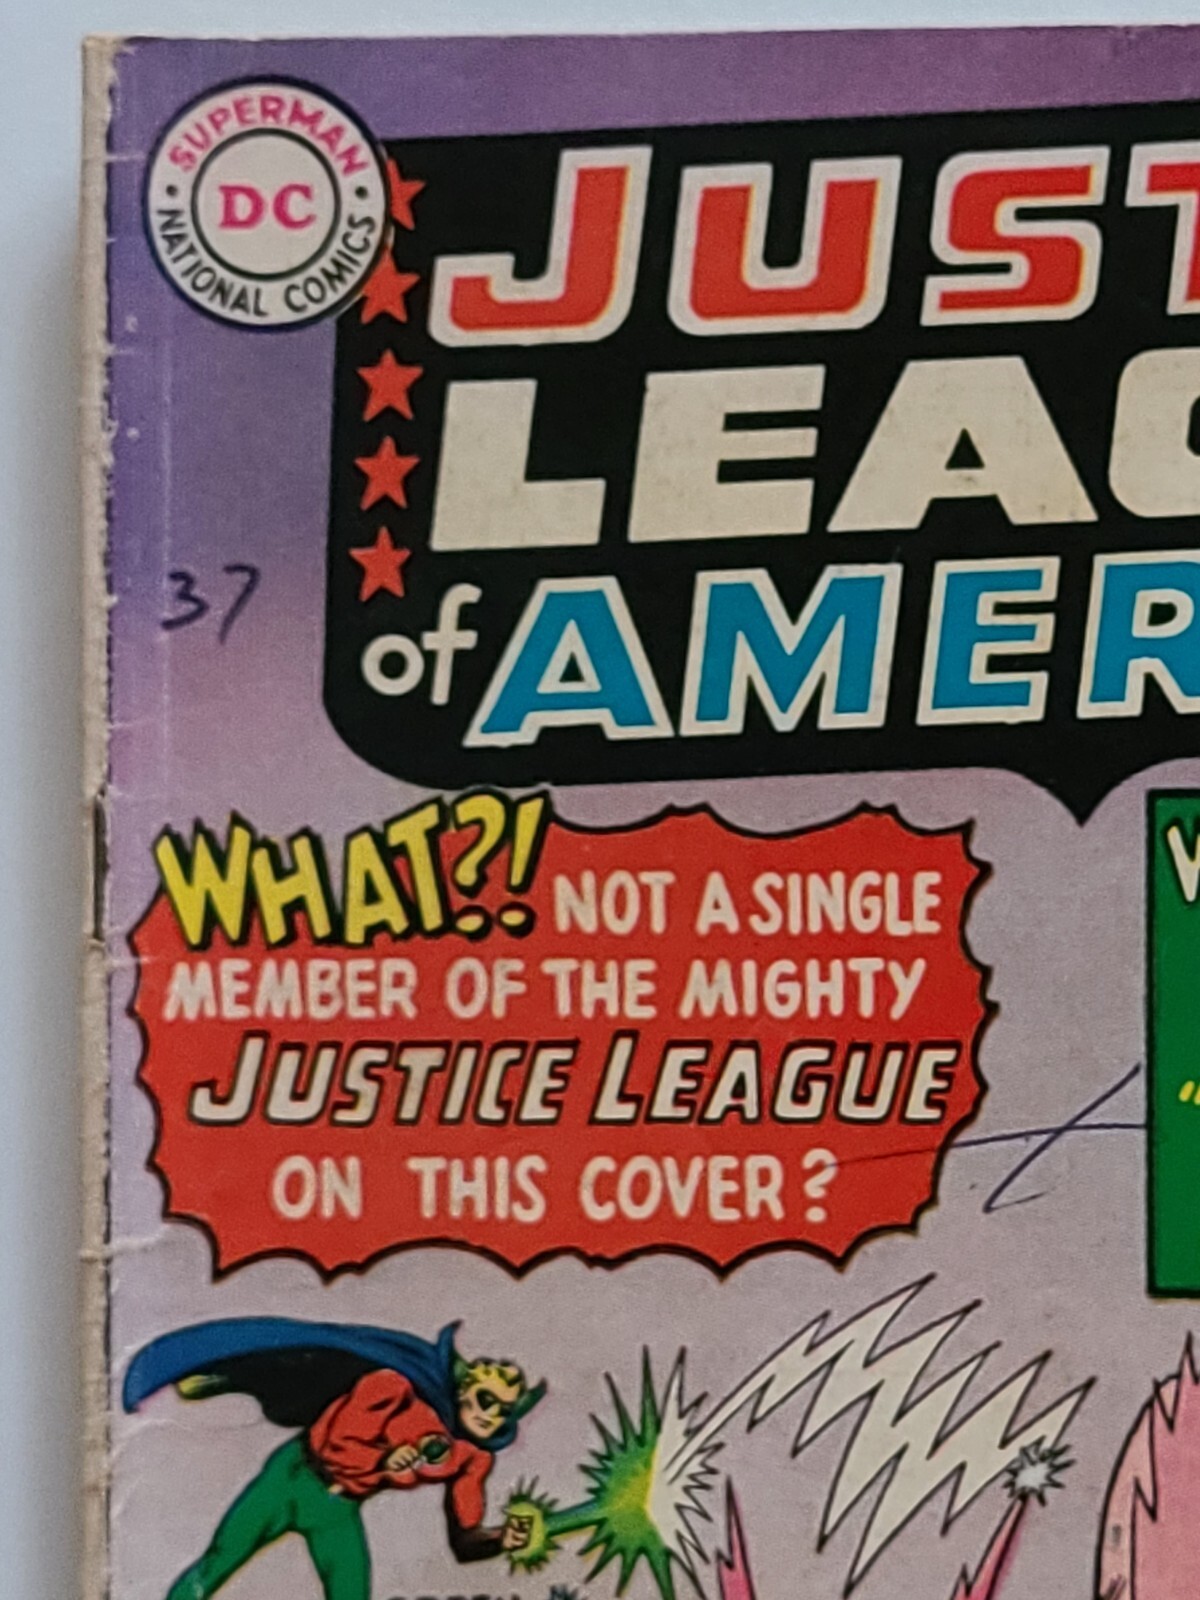 SUPERMAN
DC
NATIONAL COMICS
JUST
LEAG
of AMER
37
WHAT?! NOT A SINGLE
MEMBER OF THE MIGHTY
JUSTICE LEAGUE
ON THIS COVER?